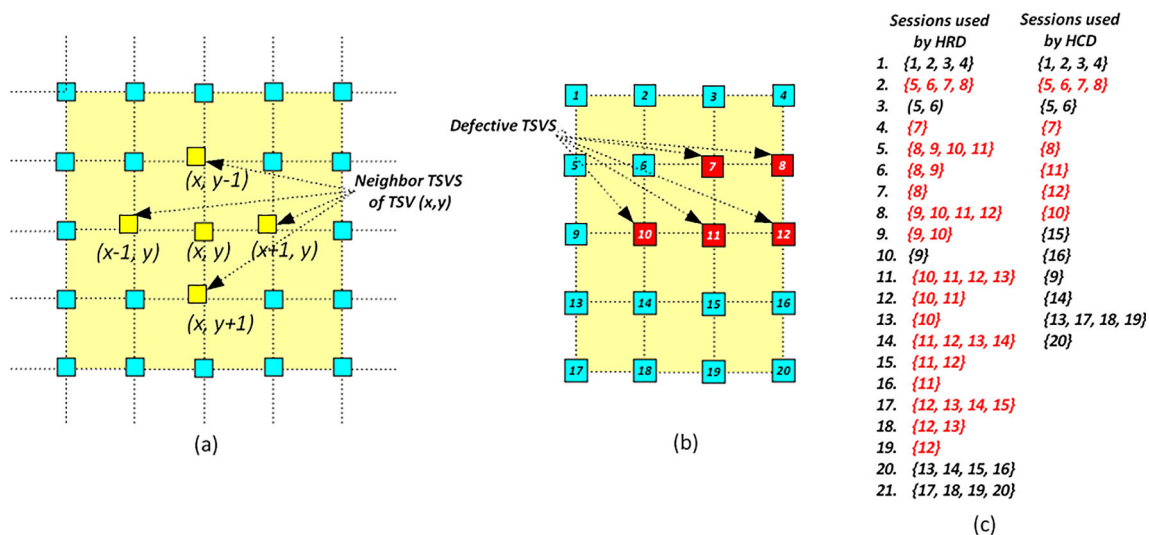 (x, y-1)
Neighbor TSVS
of TSV (x,y)
(x-1, y)
(x, y)
(x+1, y)
(x, y+1)
(a)
Defective TSVS
1
2
3
4
5
6
7
8
9
10
11
12
13
14
15
16
17
18
19
20
(b)
Sessions used
by HRD
Sessions used
by HCD
1. {1, 2, 3, 4} {1, 2, 3, 4}
2. {5, 6, 7, 8} {5, 6, 7, 8}
3. (5, 6) {5, 6}
4. {7} {7}
5. {8, 9, 10, 11} {8}
6. {8, 9} {11}
7. {8} {12}
8. {9, 10, 11, 12} {10}
9. {9, 10} {15}
10. {9} {16}
11. {10, 11, 12, 13} {9}
12. {10, 11} {14}
13. {10} {13, 17, 18, 19}
14. {11, 12, 13, 14} {20}
15. {11, 12}
16. {11}
17. {12, 13, 14, 15}
18. {12, 13}
19. {12}
20. {13, 14, 15, 16}
21. {17, 18, 19, 20}
(c)